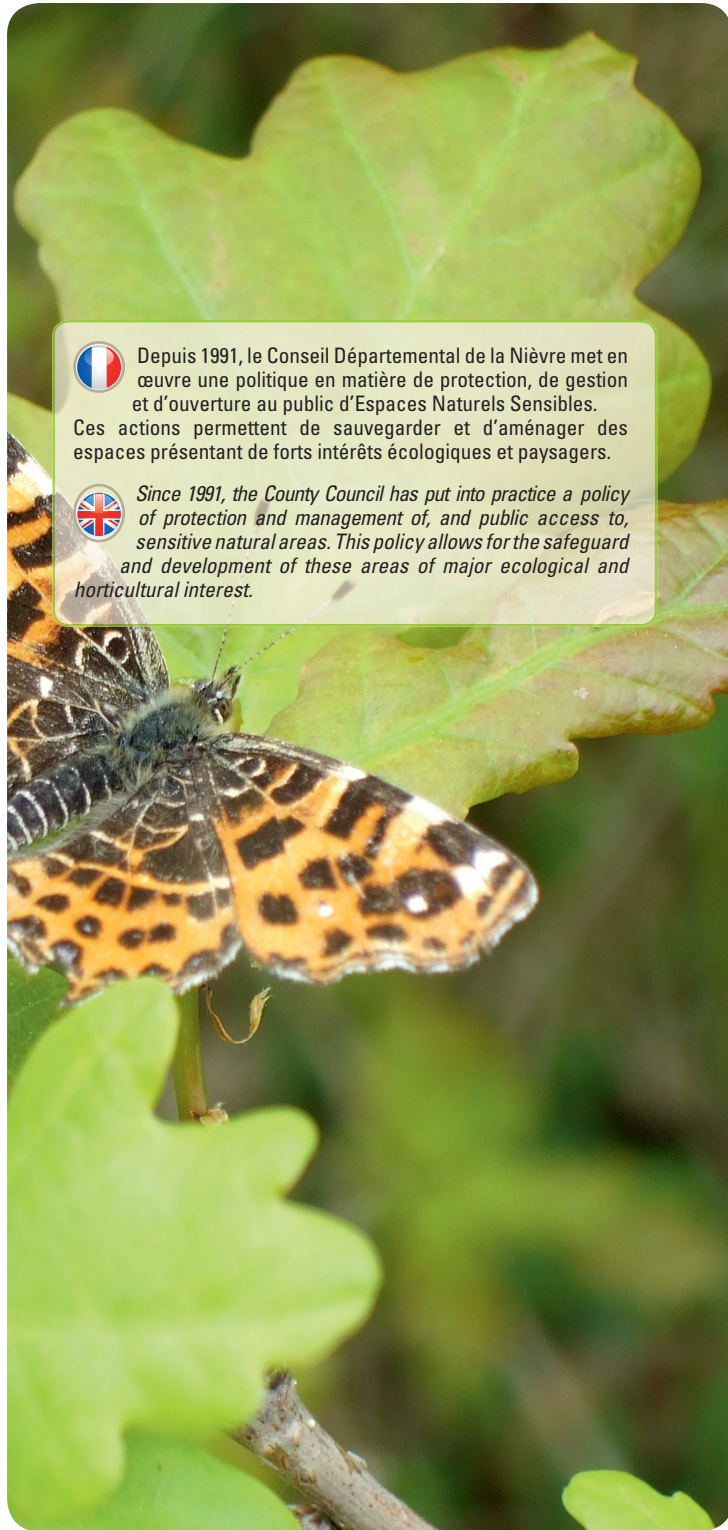 Depuis 1991, le Conseil Départemental de la Nièvre met en
œuvre une politique en matière de protection, de gestion
et d'ouverture au public d'Espaces Naturels Sensibles.
Ces actions permettent de sauvegarder et d'aménager des
espaces présentant de forts intérêts écologiques et paysagers.
Since 1991, the County Council has put into practice a policy
of protection and management of, and public access to,
sensitive natural areas. This policy allows for the safeguard
and development of these areas of major ecological and
horticultural interest.